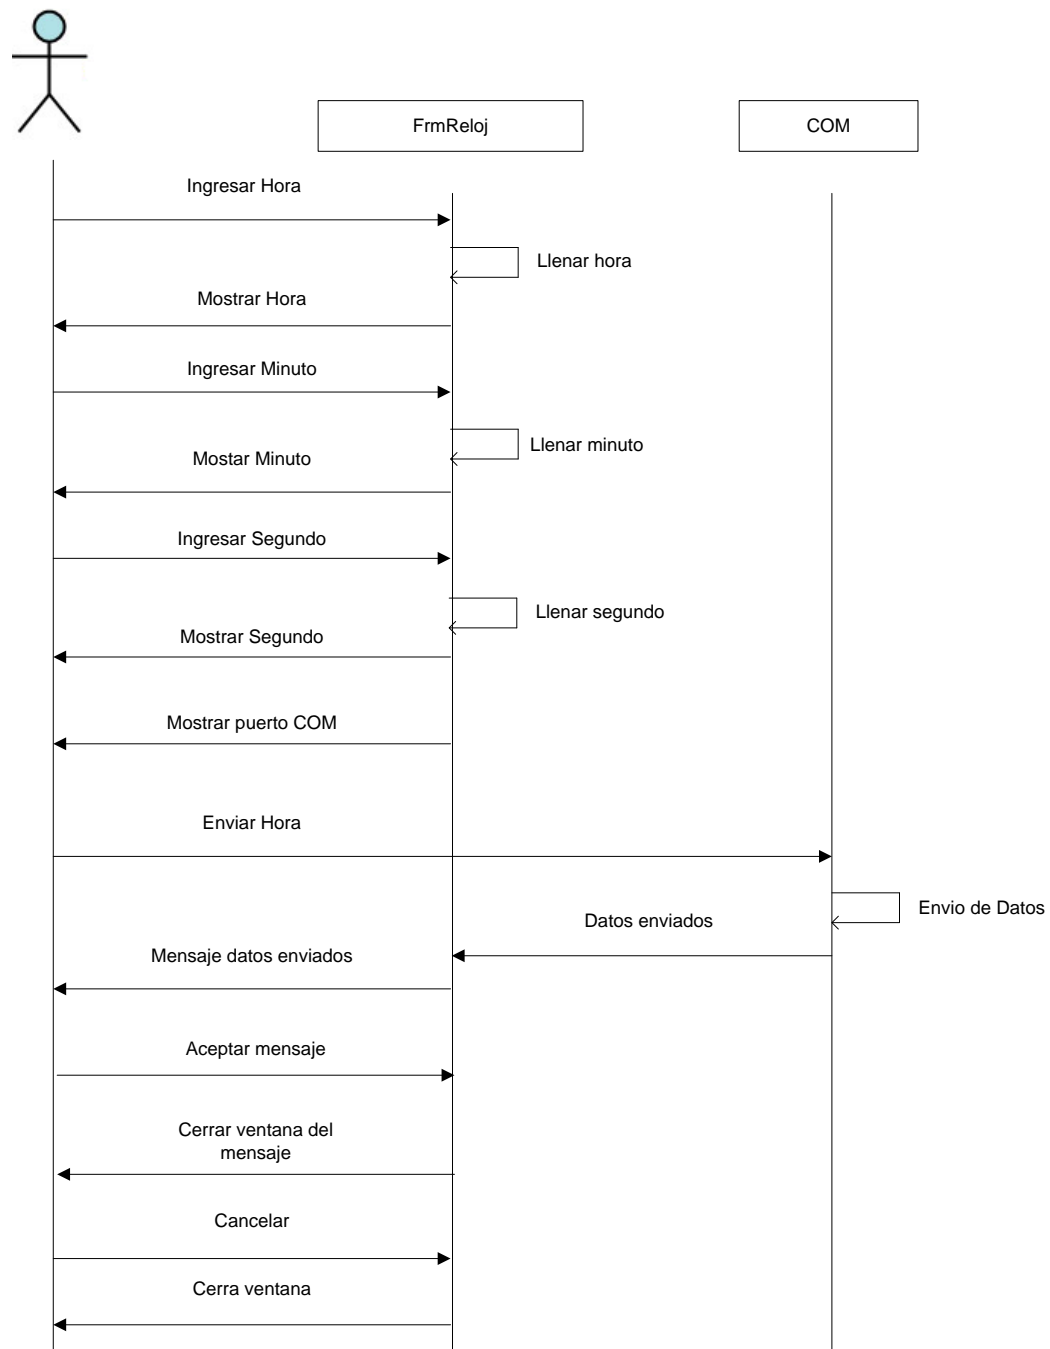 FrmReloj
COM
Ingresar Hora
Llenar hora
Mostrar Hora
Ingresar Minuto
Llenar minuto
Mostar Minuto
Ingresar Segundo
Llenar segundo
Mostrar Segundo
Mostrar puerto COM
Enviar Hora
Envio de Datos
Datos enviados
Mensaje datos enviados
Aceptar mensaje
Cerrar ventana del
mensaje
Cancelar
Cerra ventana